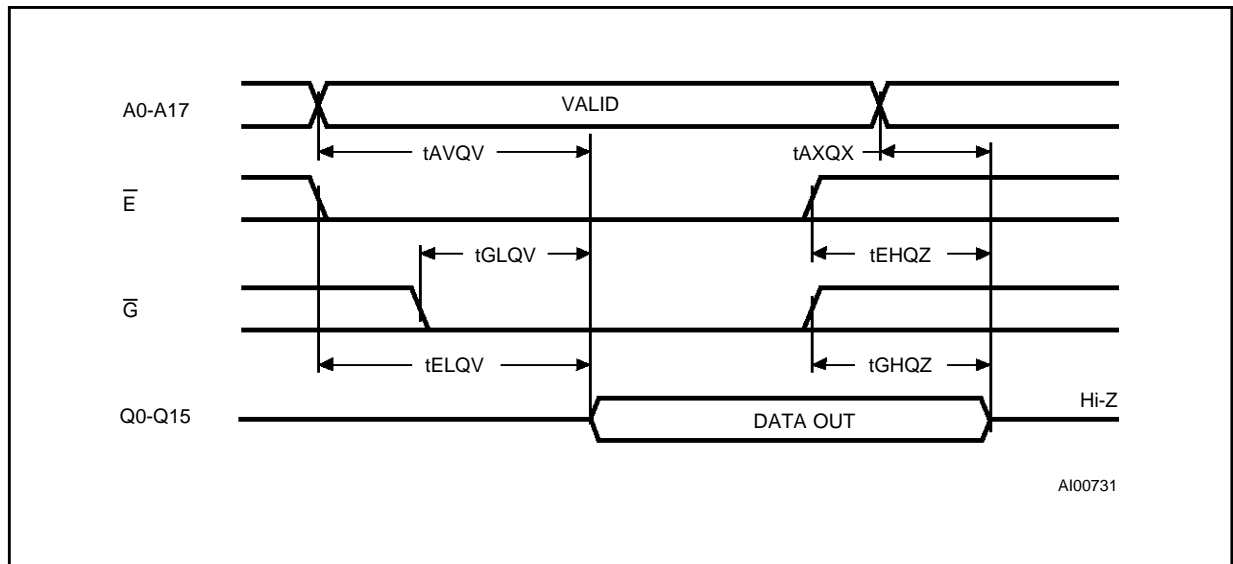 A0-A17
VALID
tAVQV
tAXQX
E̅
tGLQV
tEHQZ
G̅
tELQV
tGHQZ
Q0-Q15
DATA OUT
Hi-Z
AI00731